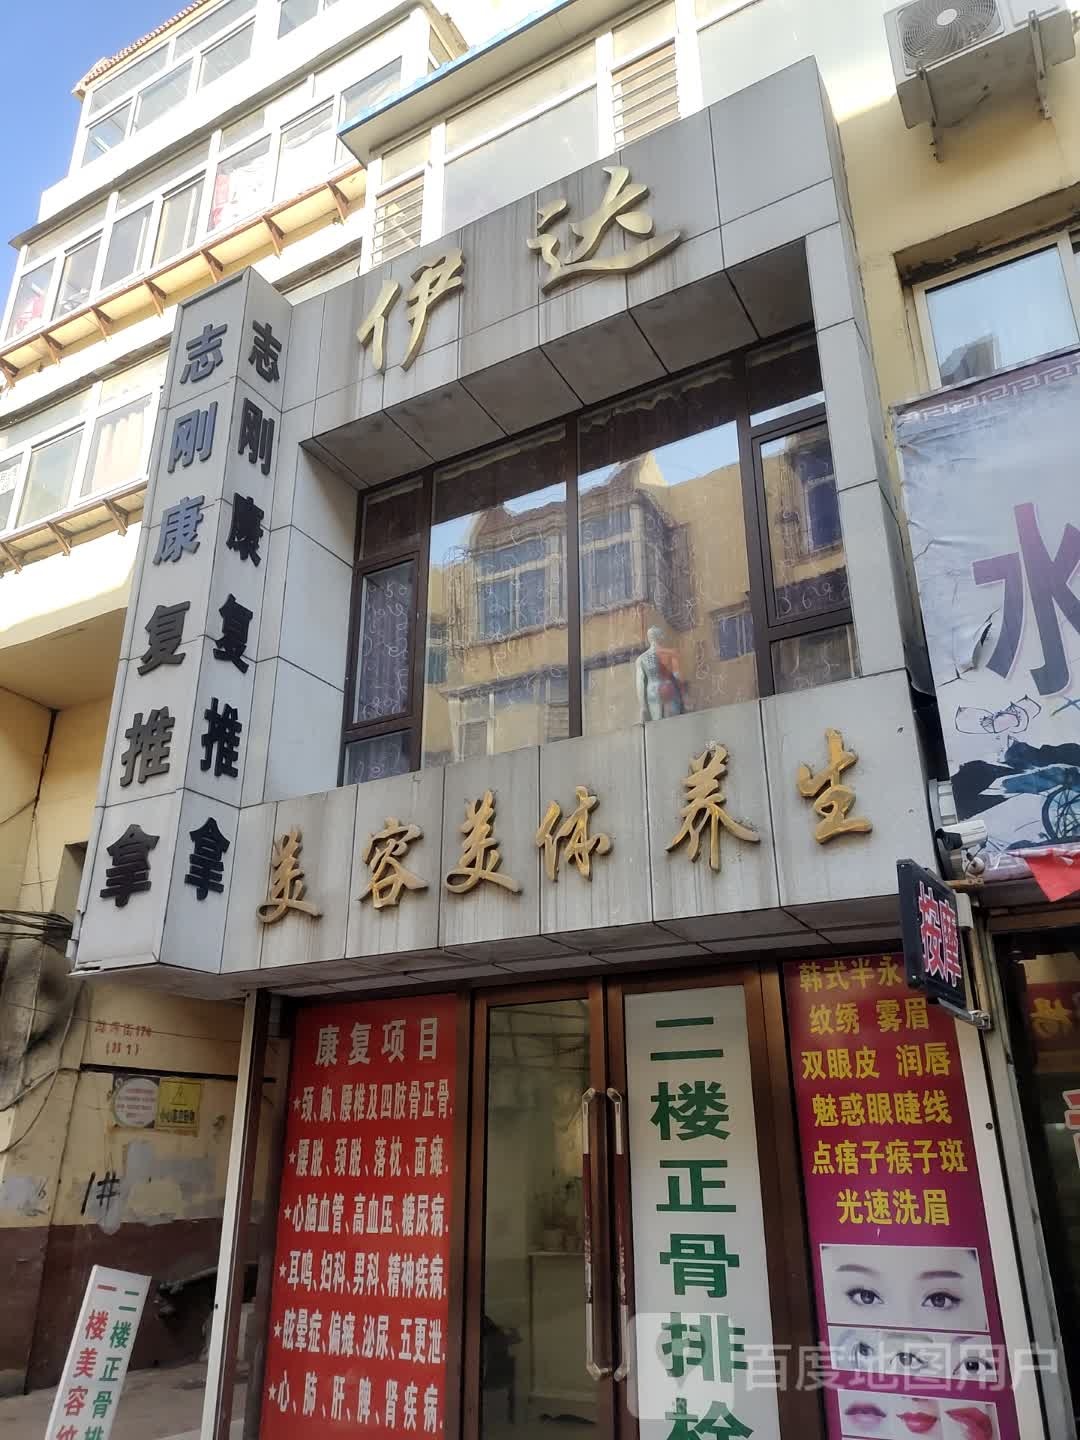 伊达
志刚康复推拿
志刚康复推拿
美容美体养生
水
按摩
康复项目
★颈、胸、腰椎及四肢骨正骨.
★腰脱、颈脱、落枕、面瘫.
★心脑血管、高血压、糖尿病.
★耳鸣、妇科、男科、精神疾病.
★眩晕症、偏瘫、泌尿、五更泄.
★心、肺、肝、脾、肾疾病.
二楼正骨排栓
韩式半永
纹绣 雾眉
双眼皮 润唇
魅惑眼睫线
点痦子瘊子斑
光速洗眉
1#
二楼正骨排
一楼美容纹
百度地图用户